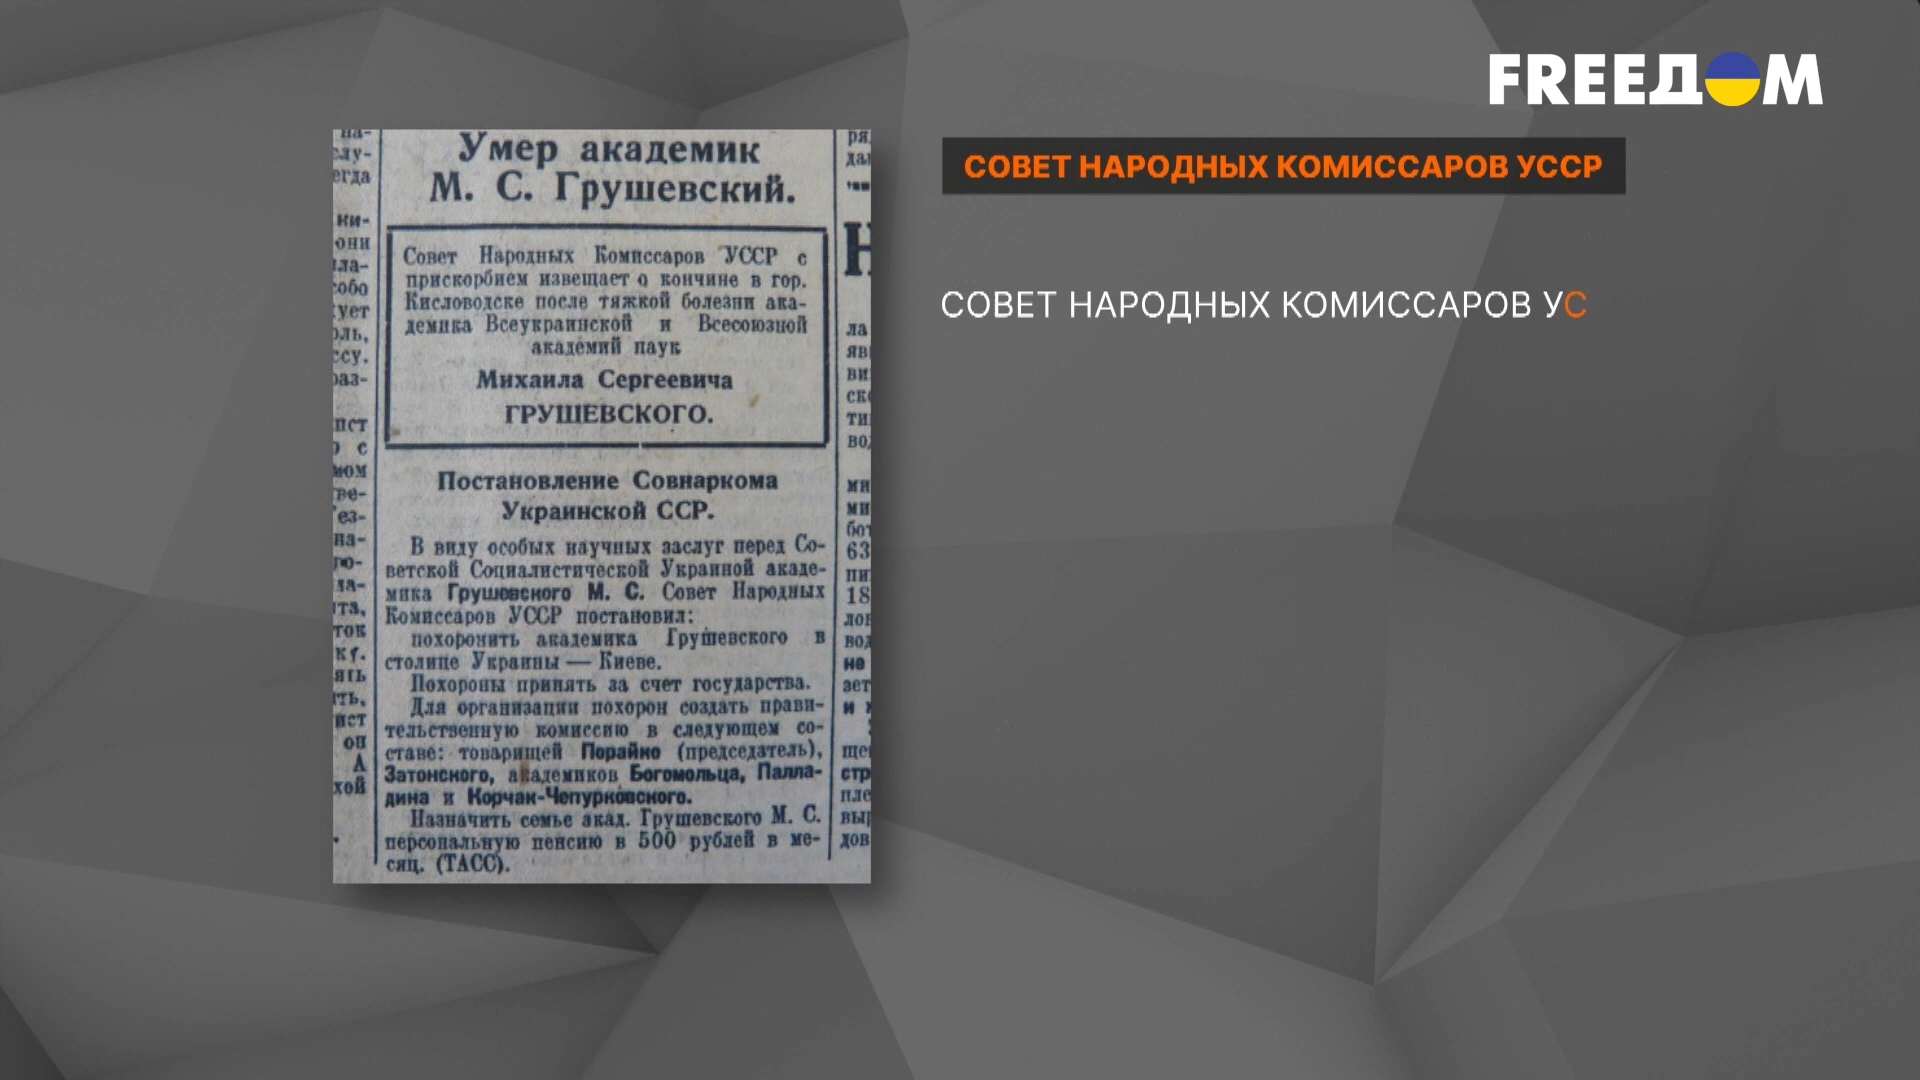 FREEДОМ
СОВЕТ НАРОДНЫХ КОМИССАРОВ УССР
СОВЕТ НАРОДНЫХ КОМИССАРОВ УС
Умер академик
М. С. Грушевский.
Совет Народных Комиссаров УССР с
прискорбием извещает о кончине в гор.
Кисловодске после тяжкой болезни ака-
демика Всеукраинской и Всесоюзной
академий наук
Михаила Сергеевича
ГРУШЕВСКОГО.
Постановление Совнаркома
Украинской ССР.
В виду особых научных заслуг перед Со-
ветской Социалистической Украиной акаде-
мика Грушевского М. С. Совет Народных
Комиссаров УССР постановил:
похоронить академика Грушевского в
столице Украины — Киеве.
Похороны принять за счет государства.
Для организации похорон создать прави-
тельственную комиссию в следующем со-
ставе: товарищей Порайко (председатель),
Затонского, академиков Богомольца, Палла-
дина и Корчак-Чепурковского.
Назначить семье акад. Грушевского М. С.
персональную пенсию в 500 рублей в ме-
сяц. (ТАСС).